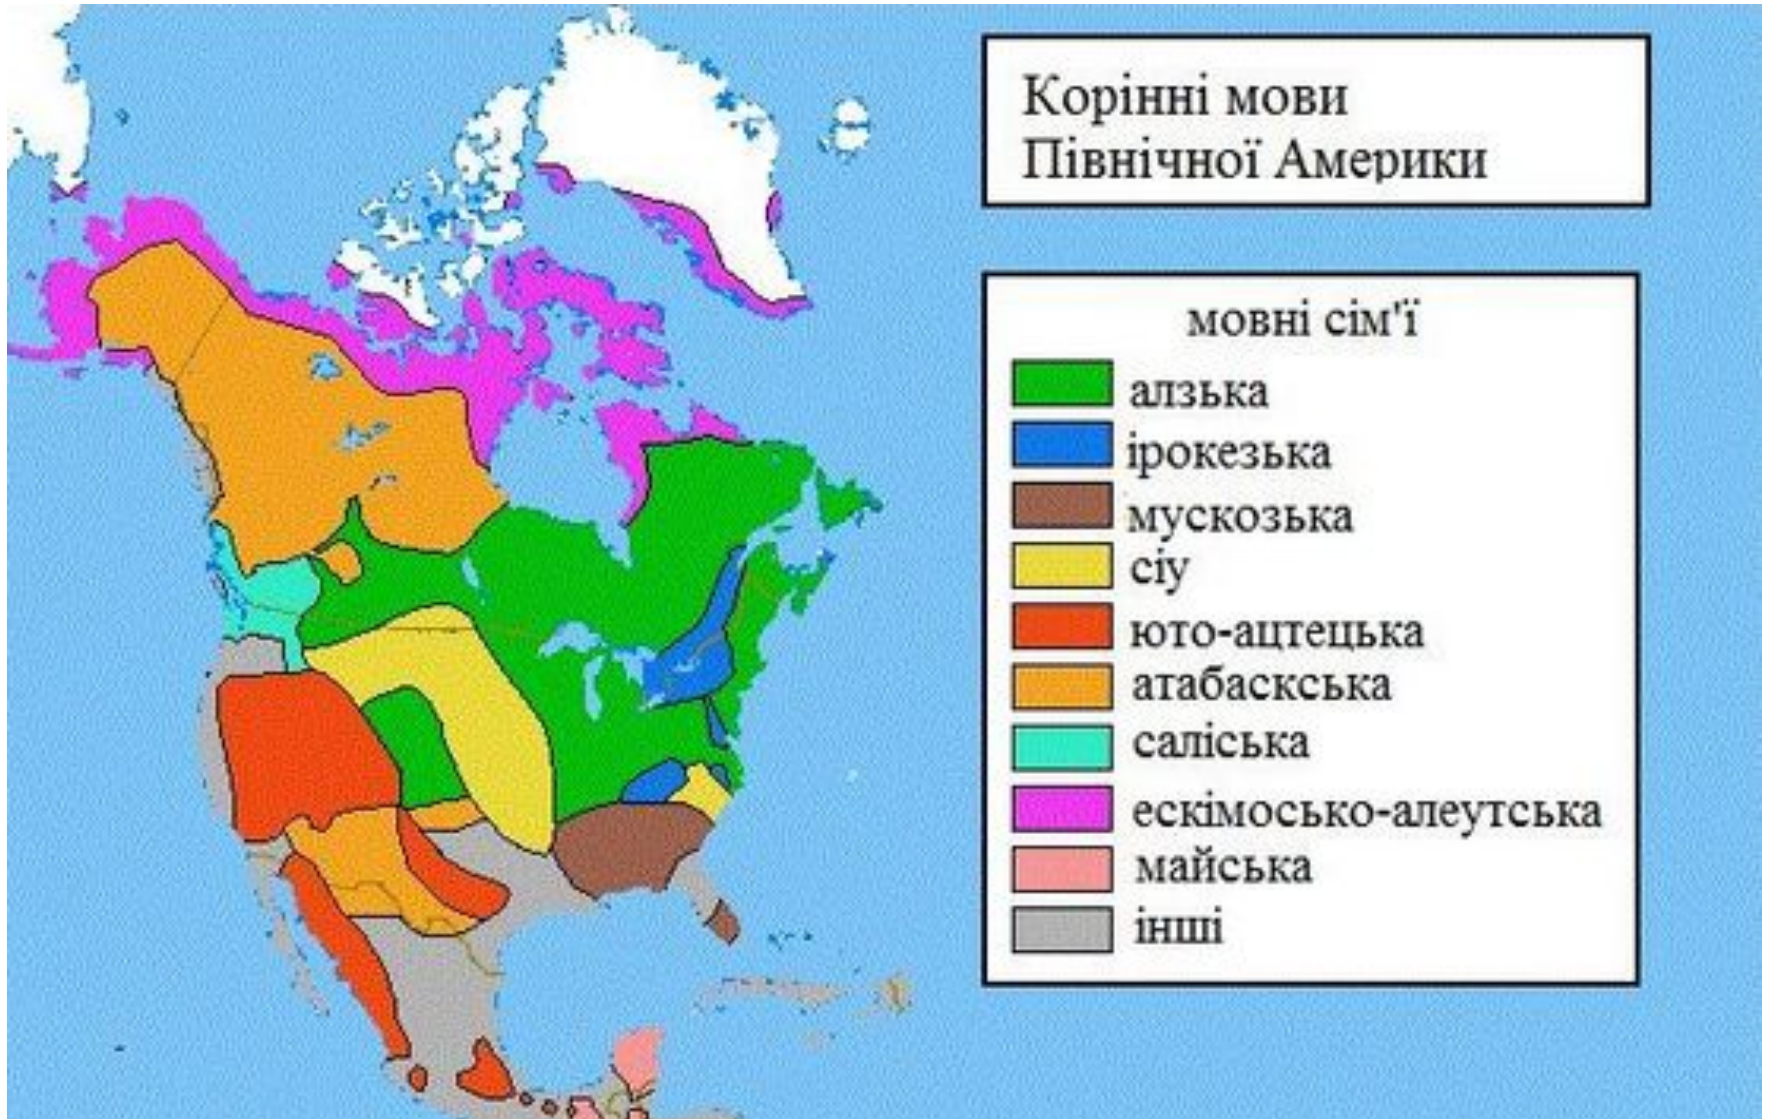 Корінні мови
Північної Америки
мовні сім'ї
алзька
ірокезька
мускозька
сіу
юто-ацтецька
атабаскська
саліська
ескімосько-алеутська
майська
інші